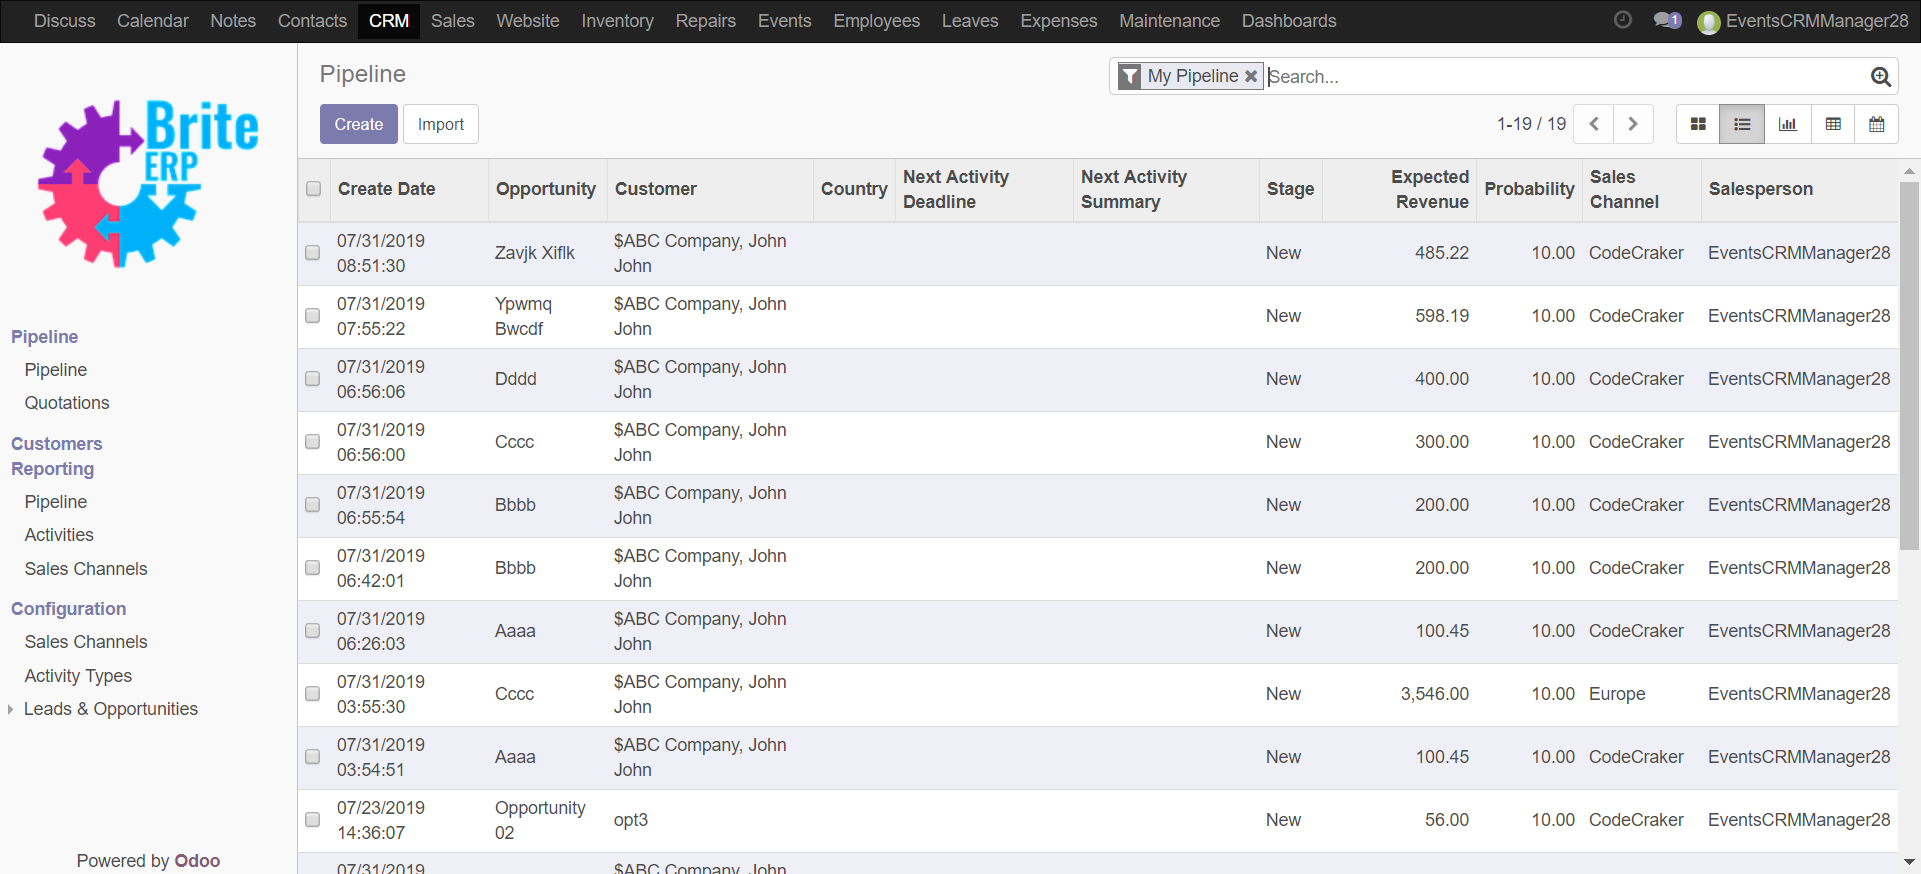 Discuss Calendar Notes Contacts CRM Sales Website Inventory Repairs Events Employees Leaves Expenses Maintenance Dashboards 1 EventsCRMManager28
Brite
ERP
Pipeline
Pipeline
Quotations
Customers
Reporting
Pipeline
Activities
Sales Channels
Configuration
Sales Channels
Activity Types
Leads & Opportunities
Powered by Odoo
Pipeline
My Pipeline Search...
Create Import 1-19 / 19
Create Date Opportunity Customer Country Next Activity Deadline Next Activity Summary Stage Expected Revenue Probability Sales Channel Salesperson
07/31/2019 08:51:30 Zavjk Xiflk $ABC Company, John John New 485.22 10.00 CodeCraker EventsCRMManager28
07/31/2019 07:55:22 Ypwmq Bwcdf $ABC Company, John John New 598.19 10.00 CodeCraker EventsCRMManager28
07/31/2019 06:56:06 Dddd $ABC Company, John John New 400.00 10.00 CodeCraker EventsCRMManager28
07/31/2019 06:56:00 Cccc $ABC Company, John John New 300.00 10.00 CodeCraker EventsCRMManager28
07/31/2019 06:55:54 Bbbb $ABC Company, John John New 200.00 10.00 CodeCraker EventsCRMManager28
07/31/2019 06:42:01 Bbbb $ABC Company, John John New 200.00 10.00 CodeCraker EventsCRMManager28
07/31/2019 06:26:03 Aaaa $ABC Company, John John New 100.45 10.00 CodeCraker EventsCRMManager28
07/31/2019 03:55:30 Cccc $ABC Company, John John New 3,546.00 10.00 Europe EventsCRMManager28
07/31/2019 03:54:51 Aaaa $ABC Company, John John New 100.45 10.00 CodeCraker EventsCRMManager28
07/23/2019 14:36:07 Opportunity 02 opt3 New 56.00 10.00 CodeCraker EventsCRMManager28
07/31/2019 $ABC Company, John